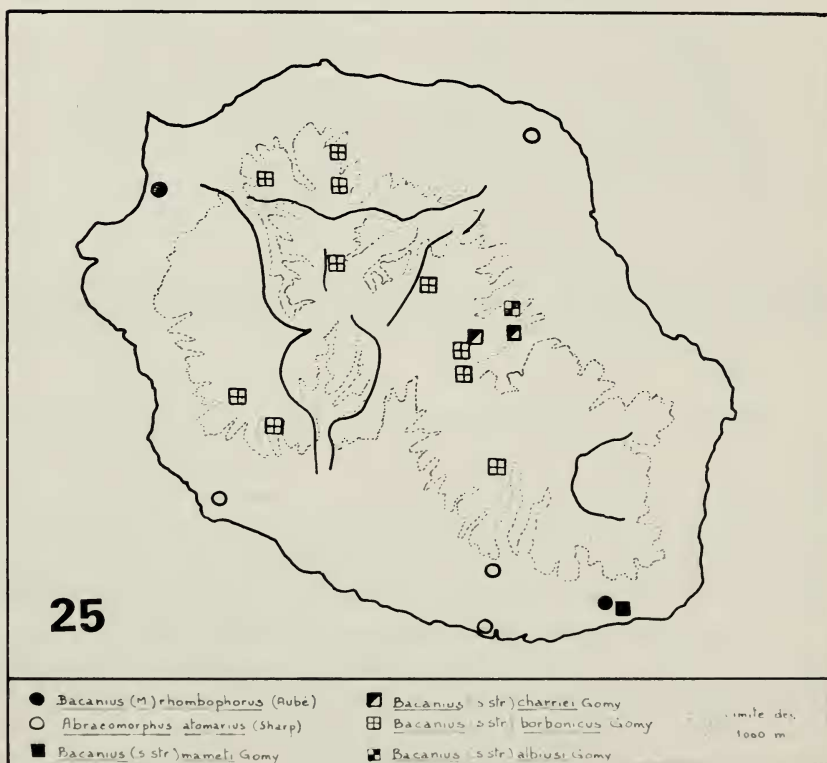 25
Bacanius (M) rhombophorus (Aubé)
Abraeomorphus atomarius (Sharp)
Bacanius (s str) mameti Gomy
Bacanius (s str) charriei Gomy
Bacanius (s str) borbonicus Gomy
Bacanius (s str) albiusi Gomy
limite des
1000 m